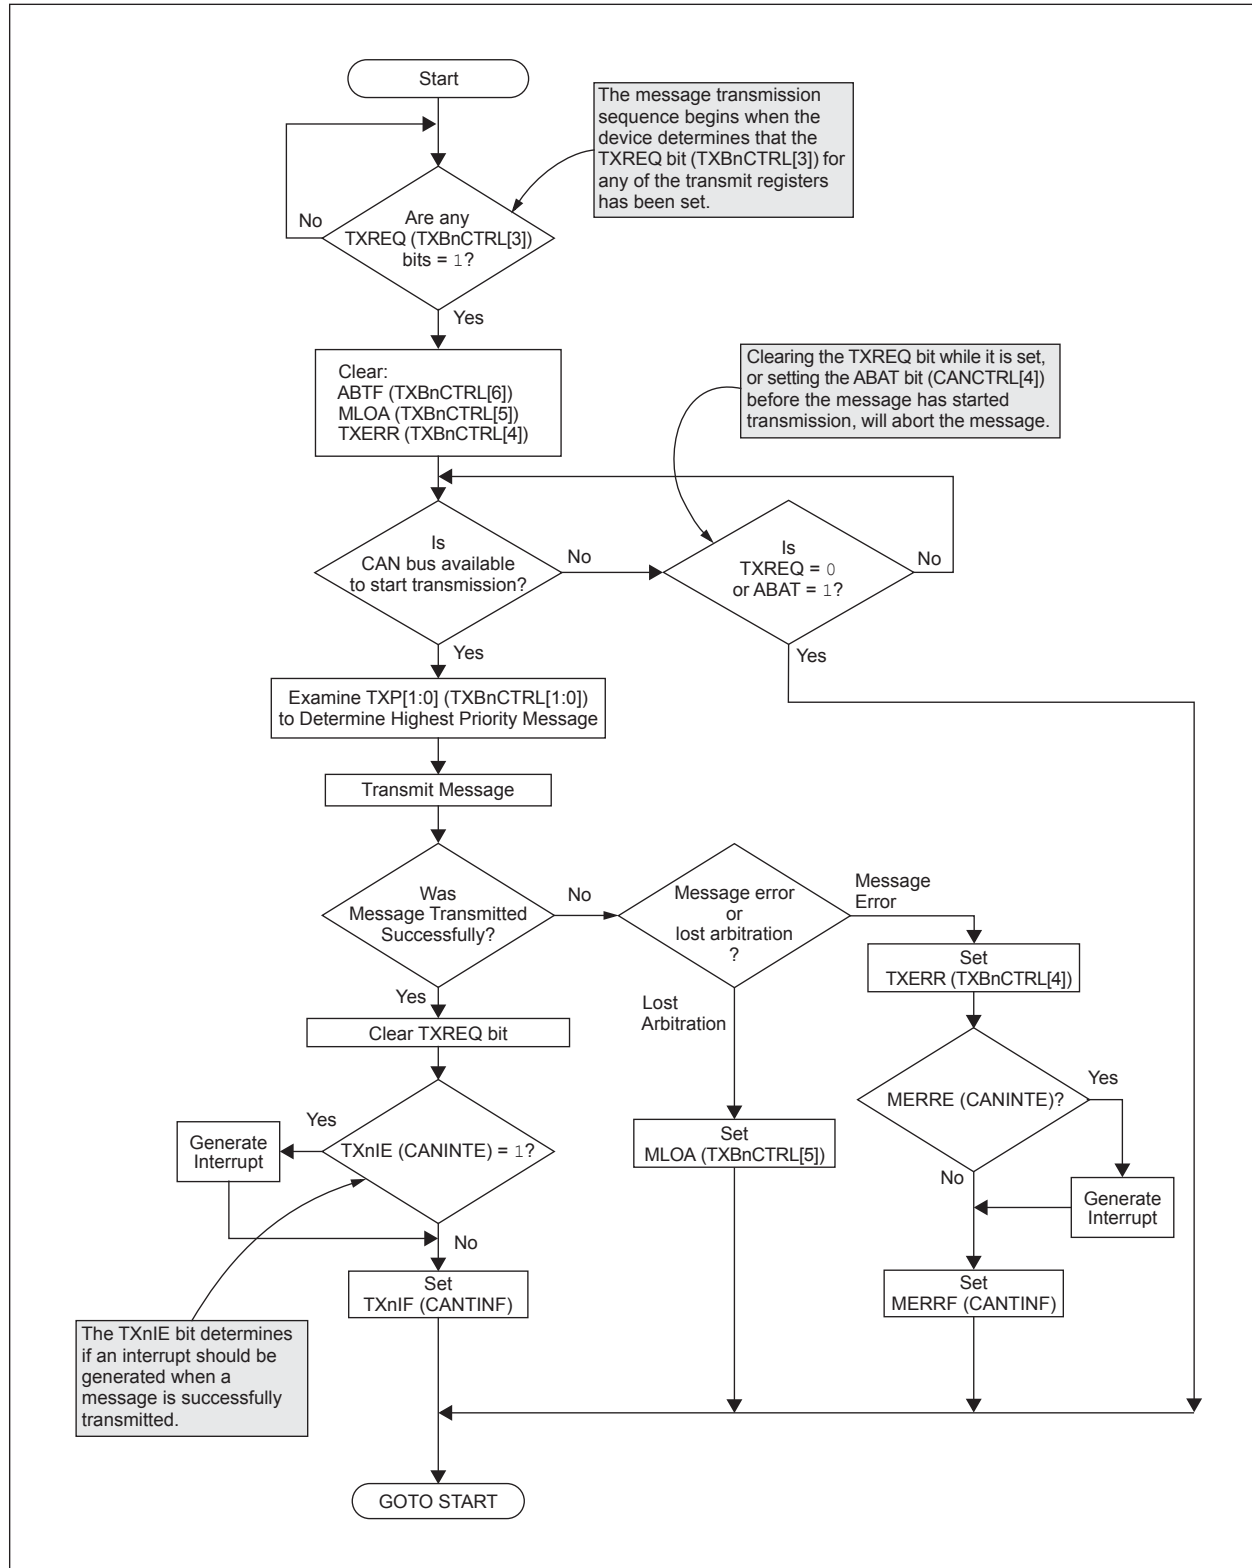 Start
The message transmission
sequence begins when the
device determines that the
TXREQ bit (TXBnCTRL[3]) for
any of the transmit registers
has been set.
No
Are any
TXREQ (TXBnCTRL[3])
bits = 1?
Yes
Clear:
ABTF (TXBnCTRL[6])
MLOA (TXBnCTRL[5])
TXERR (TXBnCTRL[4])
Clearing the TXREQ bit while it is set,
or setting the ABAT bit (CANCTRL[4])
before the message has started
transmission, will abort the message.
Is
CAN bus available
to start transmission?
No
Is
TXREQ = 0
or ABAT = 1?
No
Yes
Yes
Examine TXP[1:0] (TXBnCTRL[1:0])
to Determine Highest Priority Message
Transmit Message
Was
Message Transmitted
Successfully?
No
Message error
or
lost arbitration
?
Message
Error
Set
TXERR (TXBnCTRL[4])
Yes
Lost
Arbitration
Clear TXREQ bit
MERRE (CANINTE)?
Yes
Yes
Generate
Interrupt
TXnIE (CANINTE) = 1?
Set
MLOA (TXBnCTRL[5])
No
Generate
Interrupt
No
Set
TXnIF (CANTINF)
Set
MERRF (CANTINF)
The TXnIE bit determines
if an interrupt should be
generated when a
message is successfully
transmitted.
GOTO START